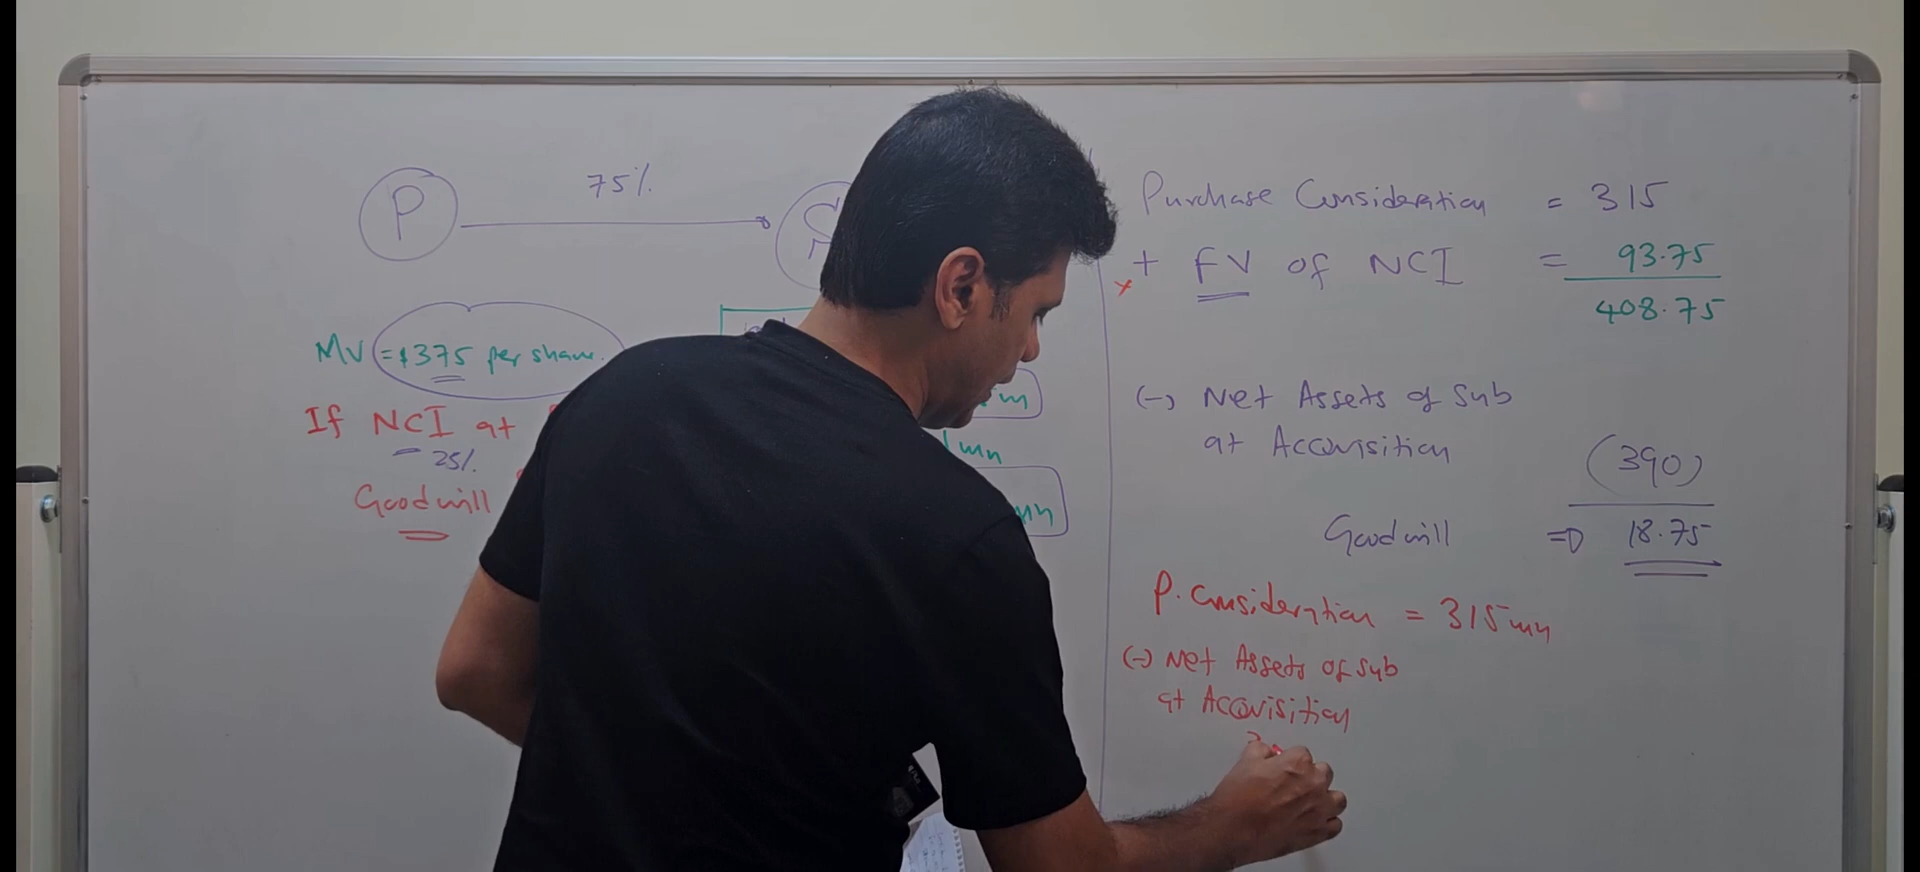 P
75%
S
MV = $375 per share.
If NCI at
25%
Goodwill
mn
mn
Purchase Consideration = 315
+ FV of NCI = 93.75
408.75
(-) Net Assets of Sub
at Acquisition
(390)
Goodwill ⇒ 18.75
P. Consideration = 315mn
(-) Net Assets of Sub
at Acquisition